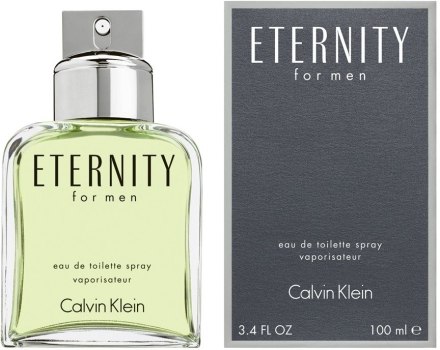 ETERNITY
for men
eau de toilette spray
vaporisateur
Calvin Klein
ETERNITY
for men
eau de toilette spray
vaporisateur
Calvin Klein
3.4 FL OZ 100 ml ℮